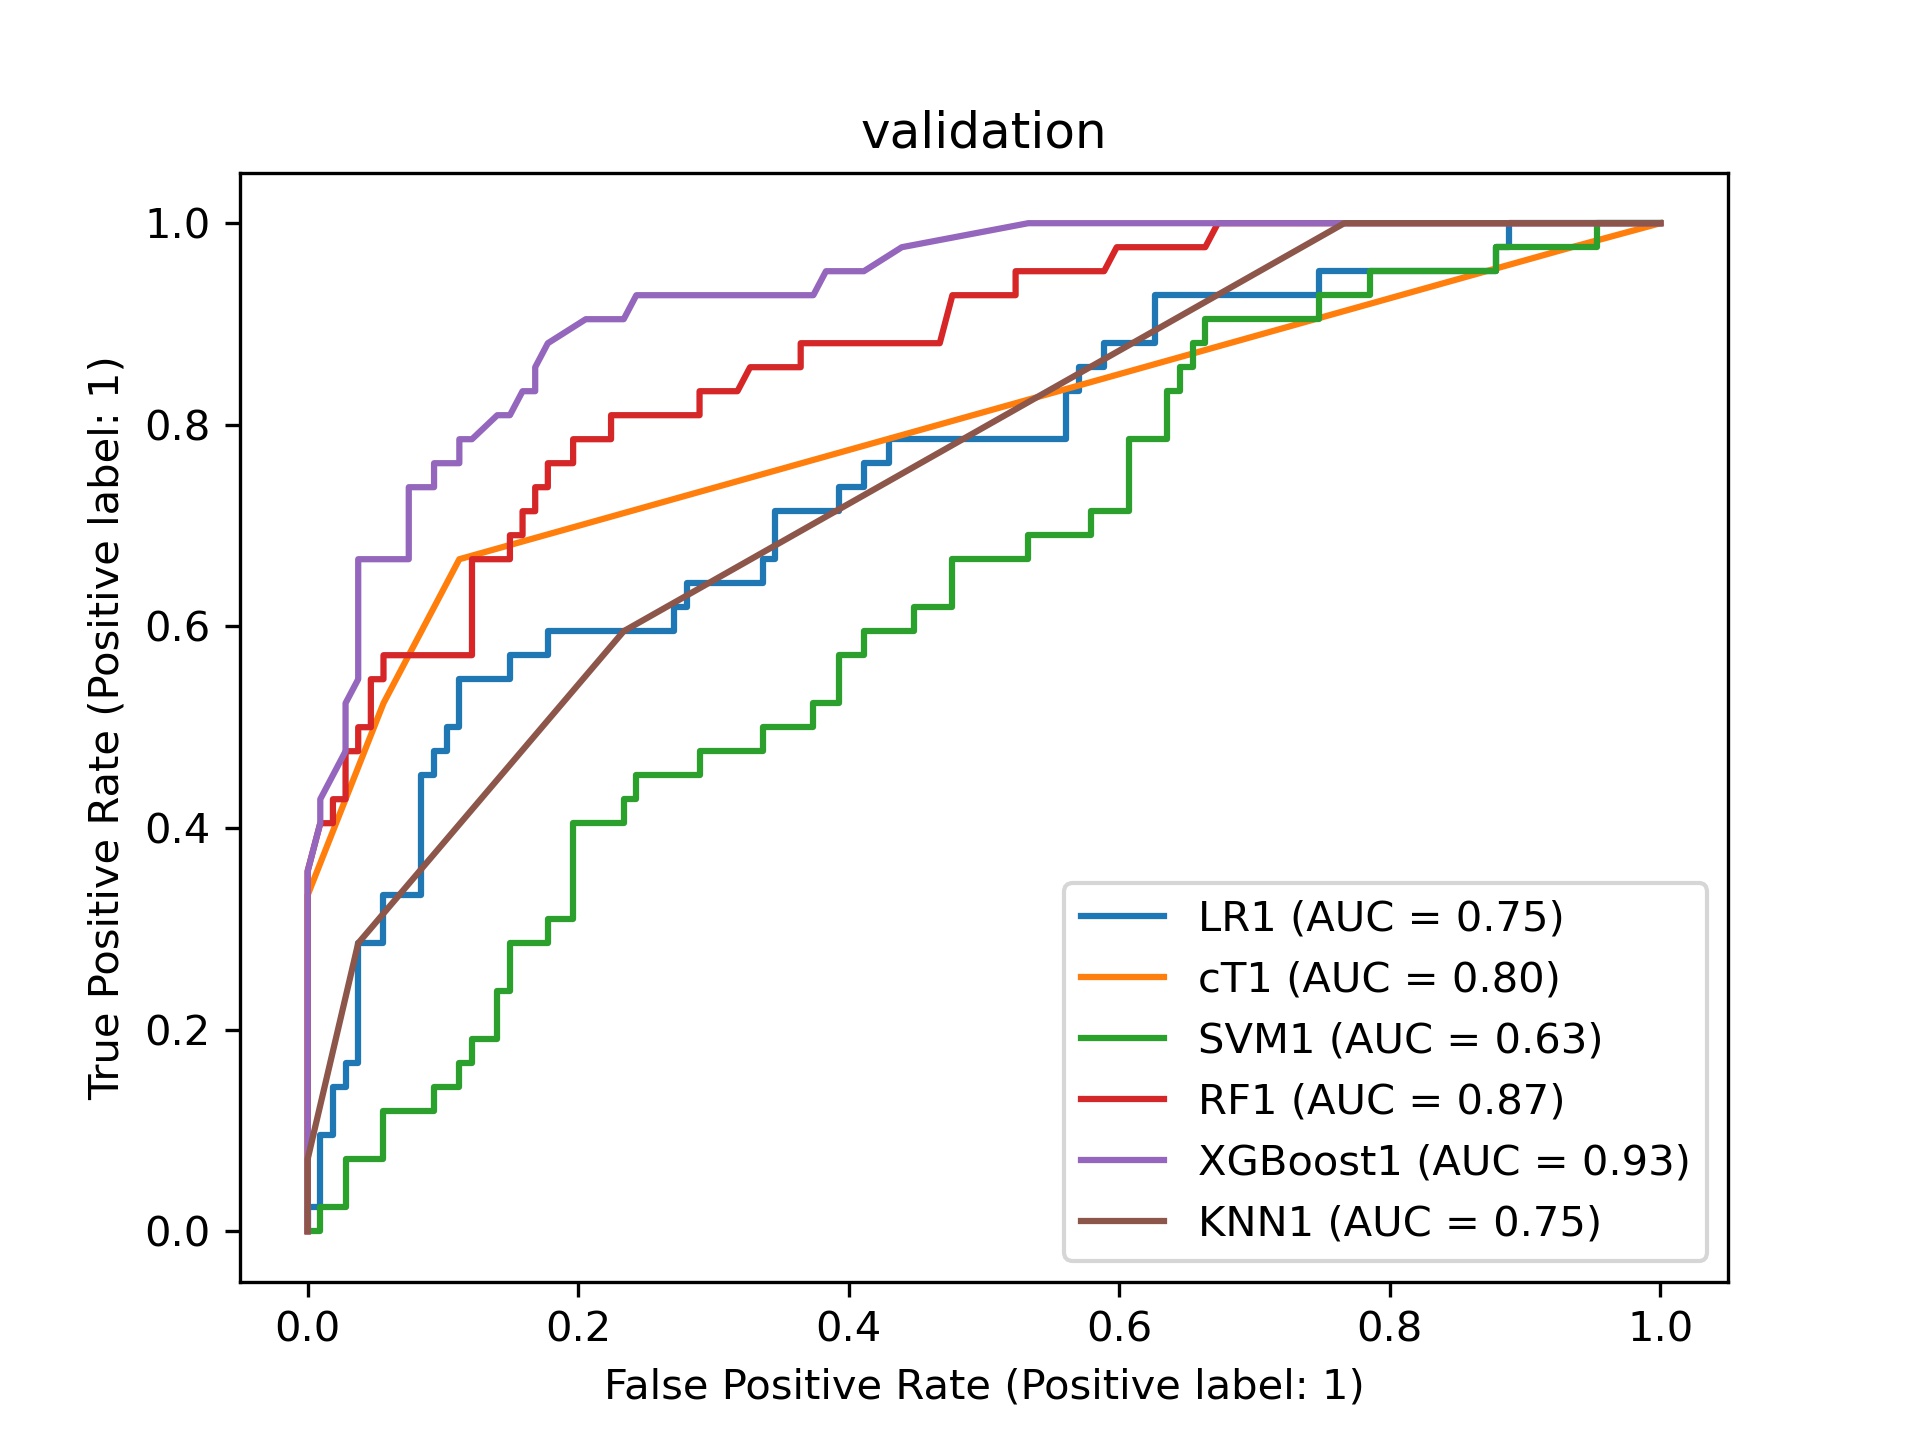 validation
True Positive Rate (Positive label: 1)
1.0
0.8
0.6
0.4
0.2
0.0
LR1 (AUC = 0.75)
cT1 (AUC = 0.80)
SVM1 (AUC = 0.63)
RF1 (AUC = 0.87)
XGBoost1 (AUC = 0.93)
KNN1 (AUC = 0.75)
0.0 0.2 0.4 0.6 0.8 1.0
False Positive Rate (Positive label: 1)